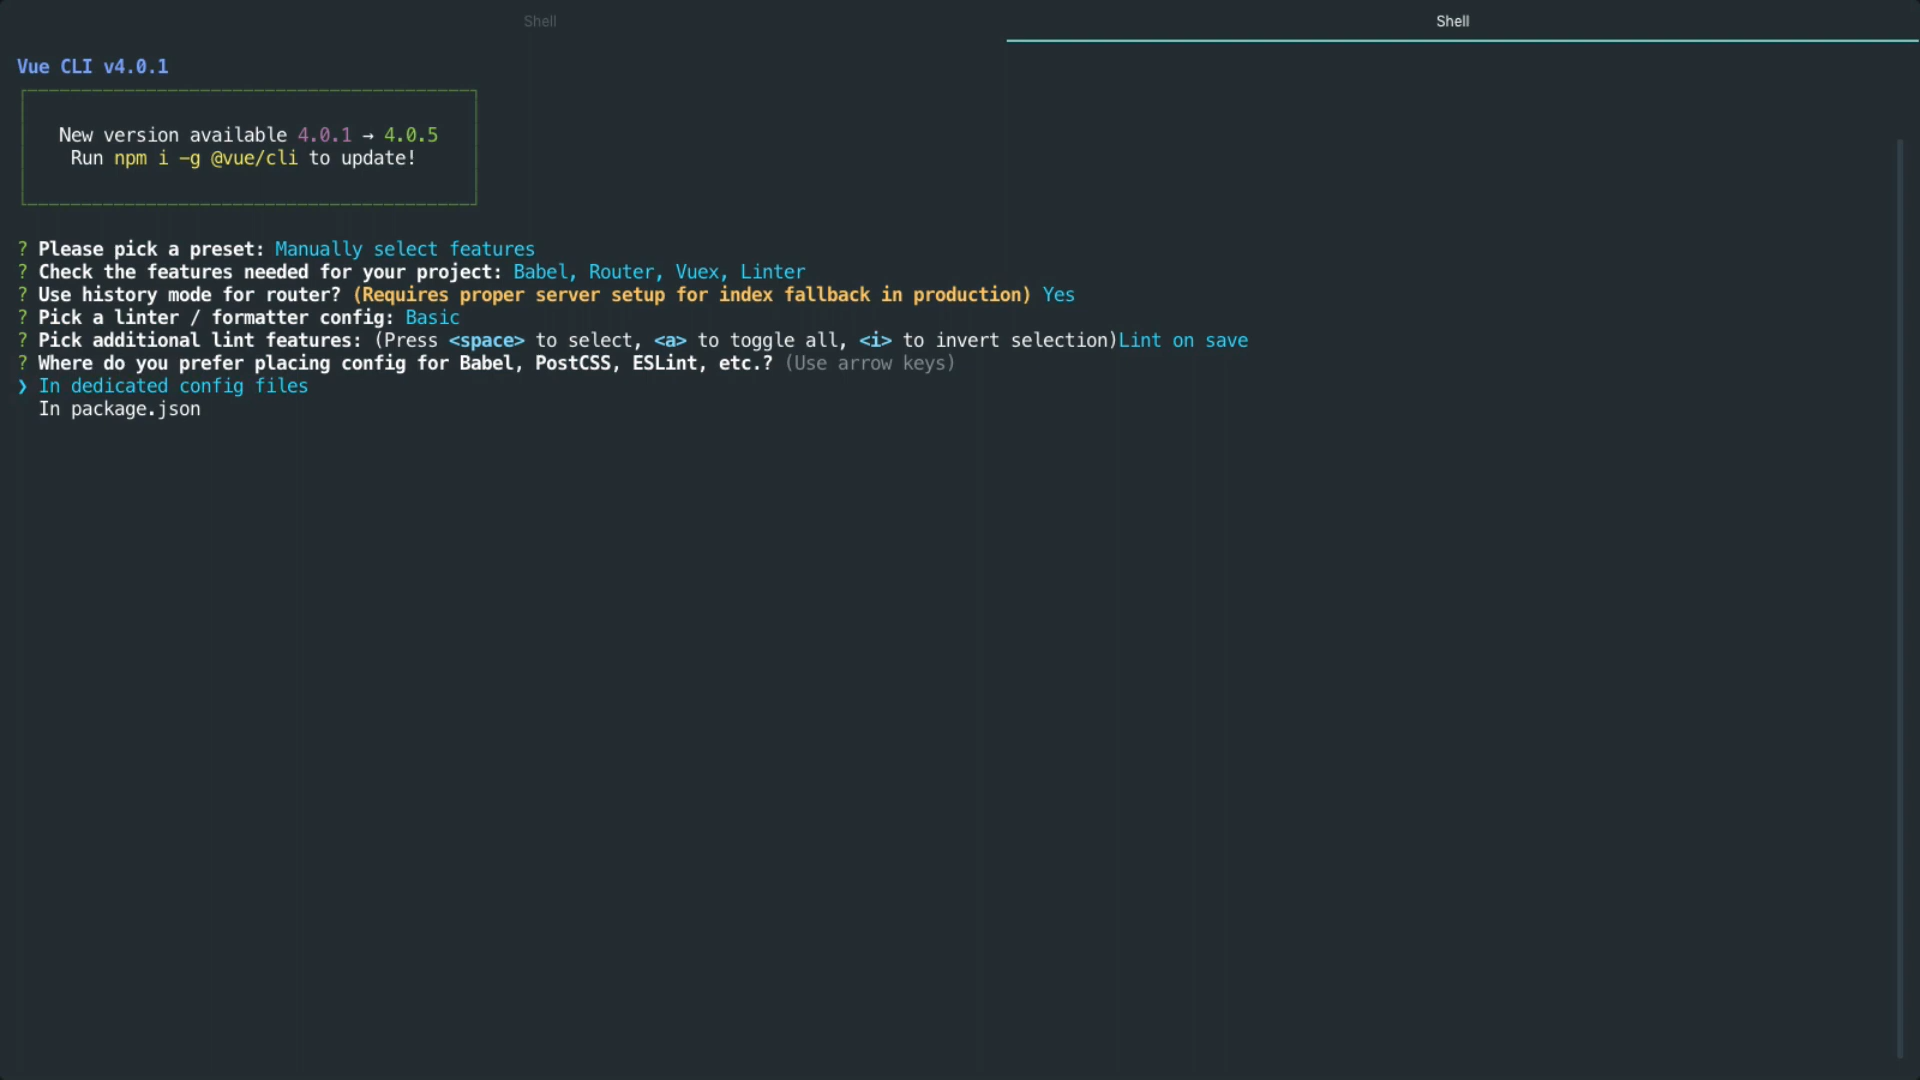 Shell
Shell
Vue CLI v4.0.1
New version available 4.0.1 → 4.0.5
Run npm i -g @vue/cli to update!
? Please pick a preset: Manually select features
? Check the features needed for your project: Babel, Router, Vuex, Linter
? Use history mode for router? (Requires proper server setup for index fallback in production) Yes
? Pick a linter / formatter config: Basic
? Pick additional lint features: (Press <space> to select, <a> to toggle all, <i> to invert selection)Lint on save
? Where do you prefer placing config for Babel, PostCSS, ESLint, etc.? (Use arrow keys)
❯ In dedicated config files
In package.json